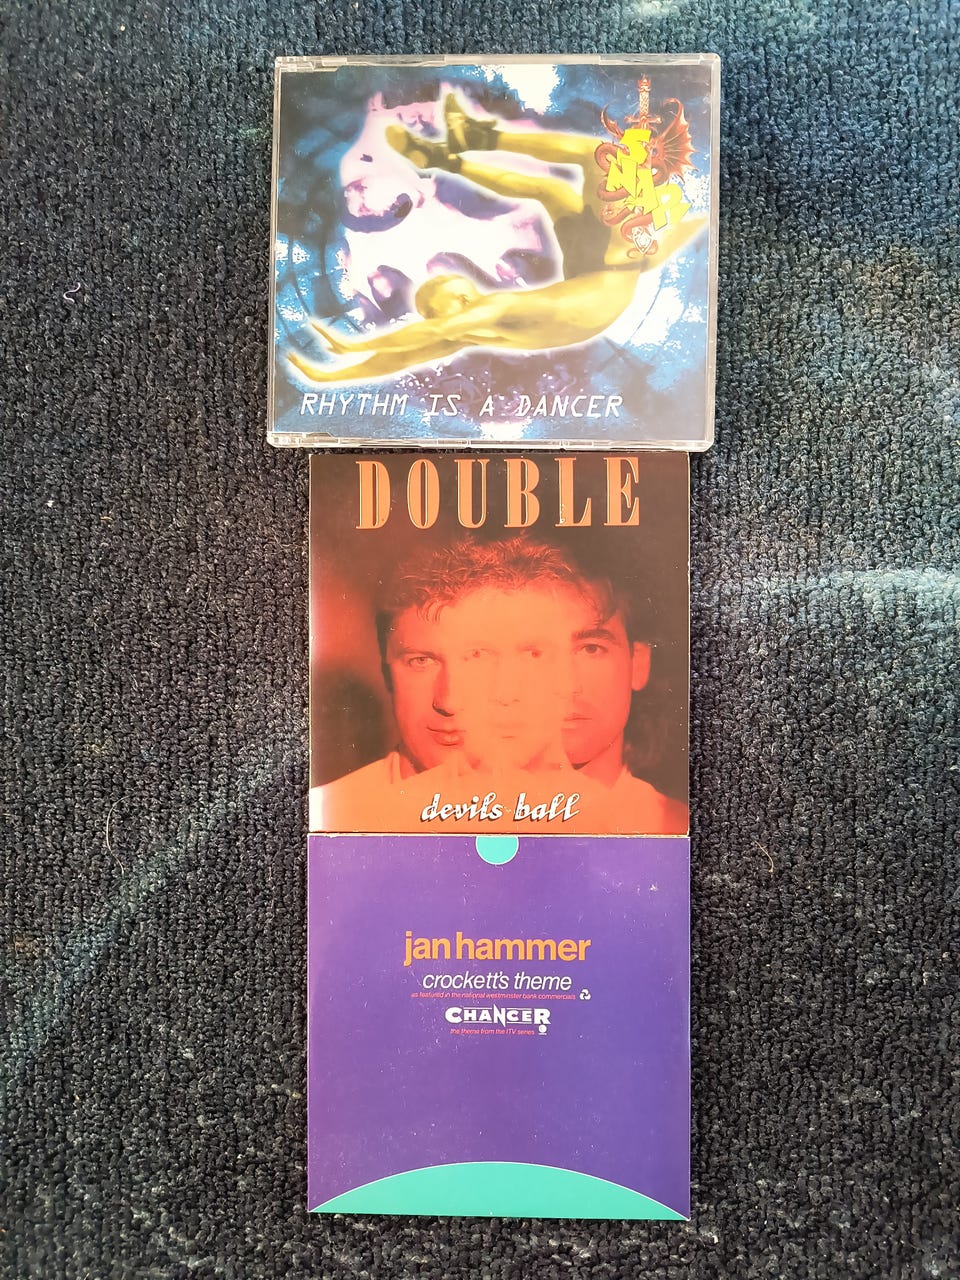 SNAP!
RHYTHM IS A DANCER
DOUBLE
devils ball
jan hammer
crockett's theme
as featured in the national westminster bank commercials
CHANCER
the theme from the ITV series